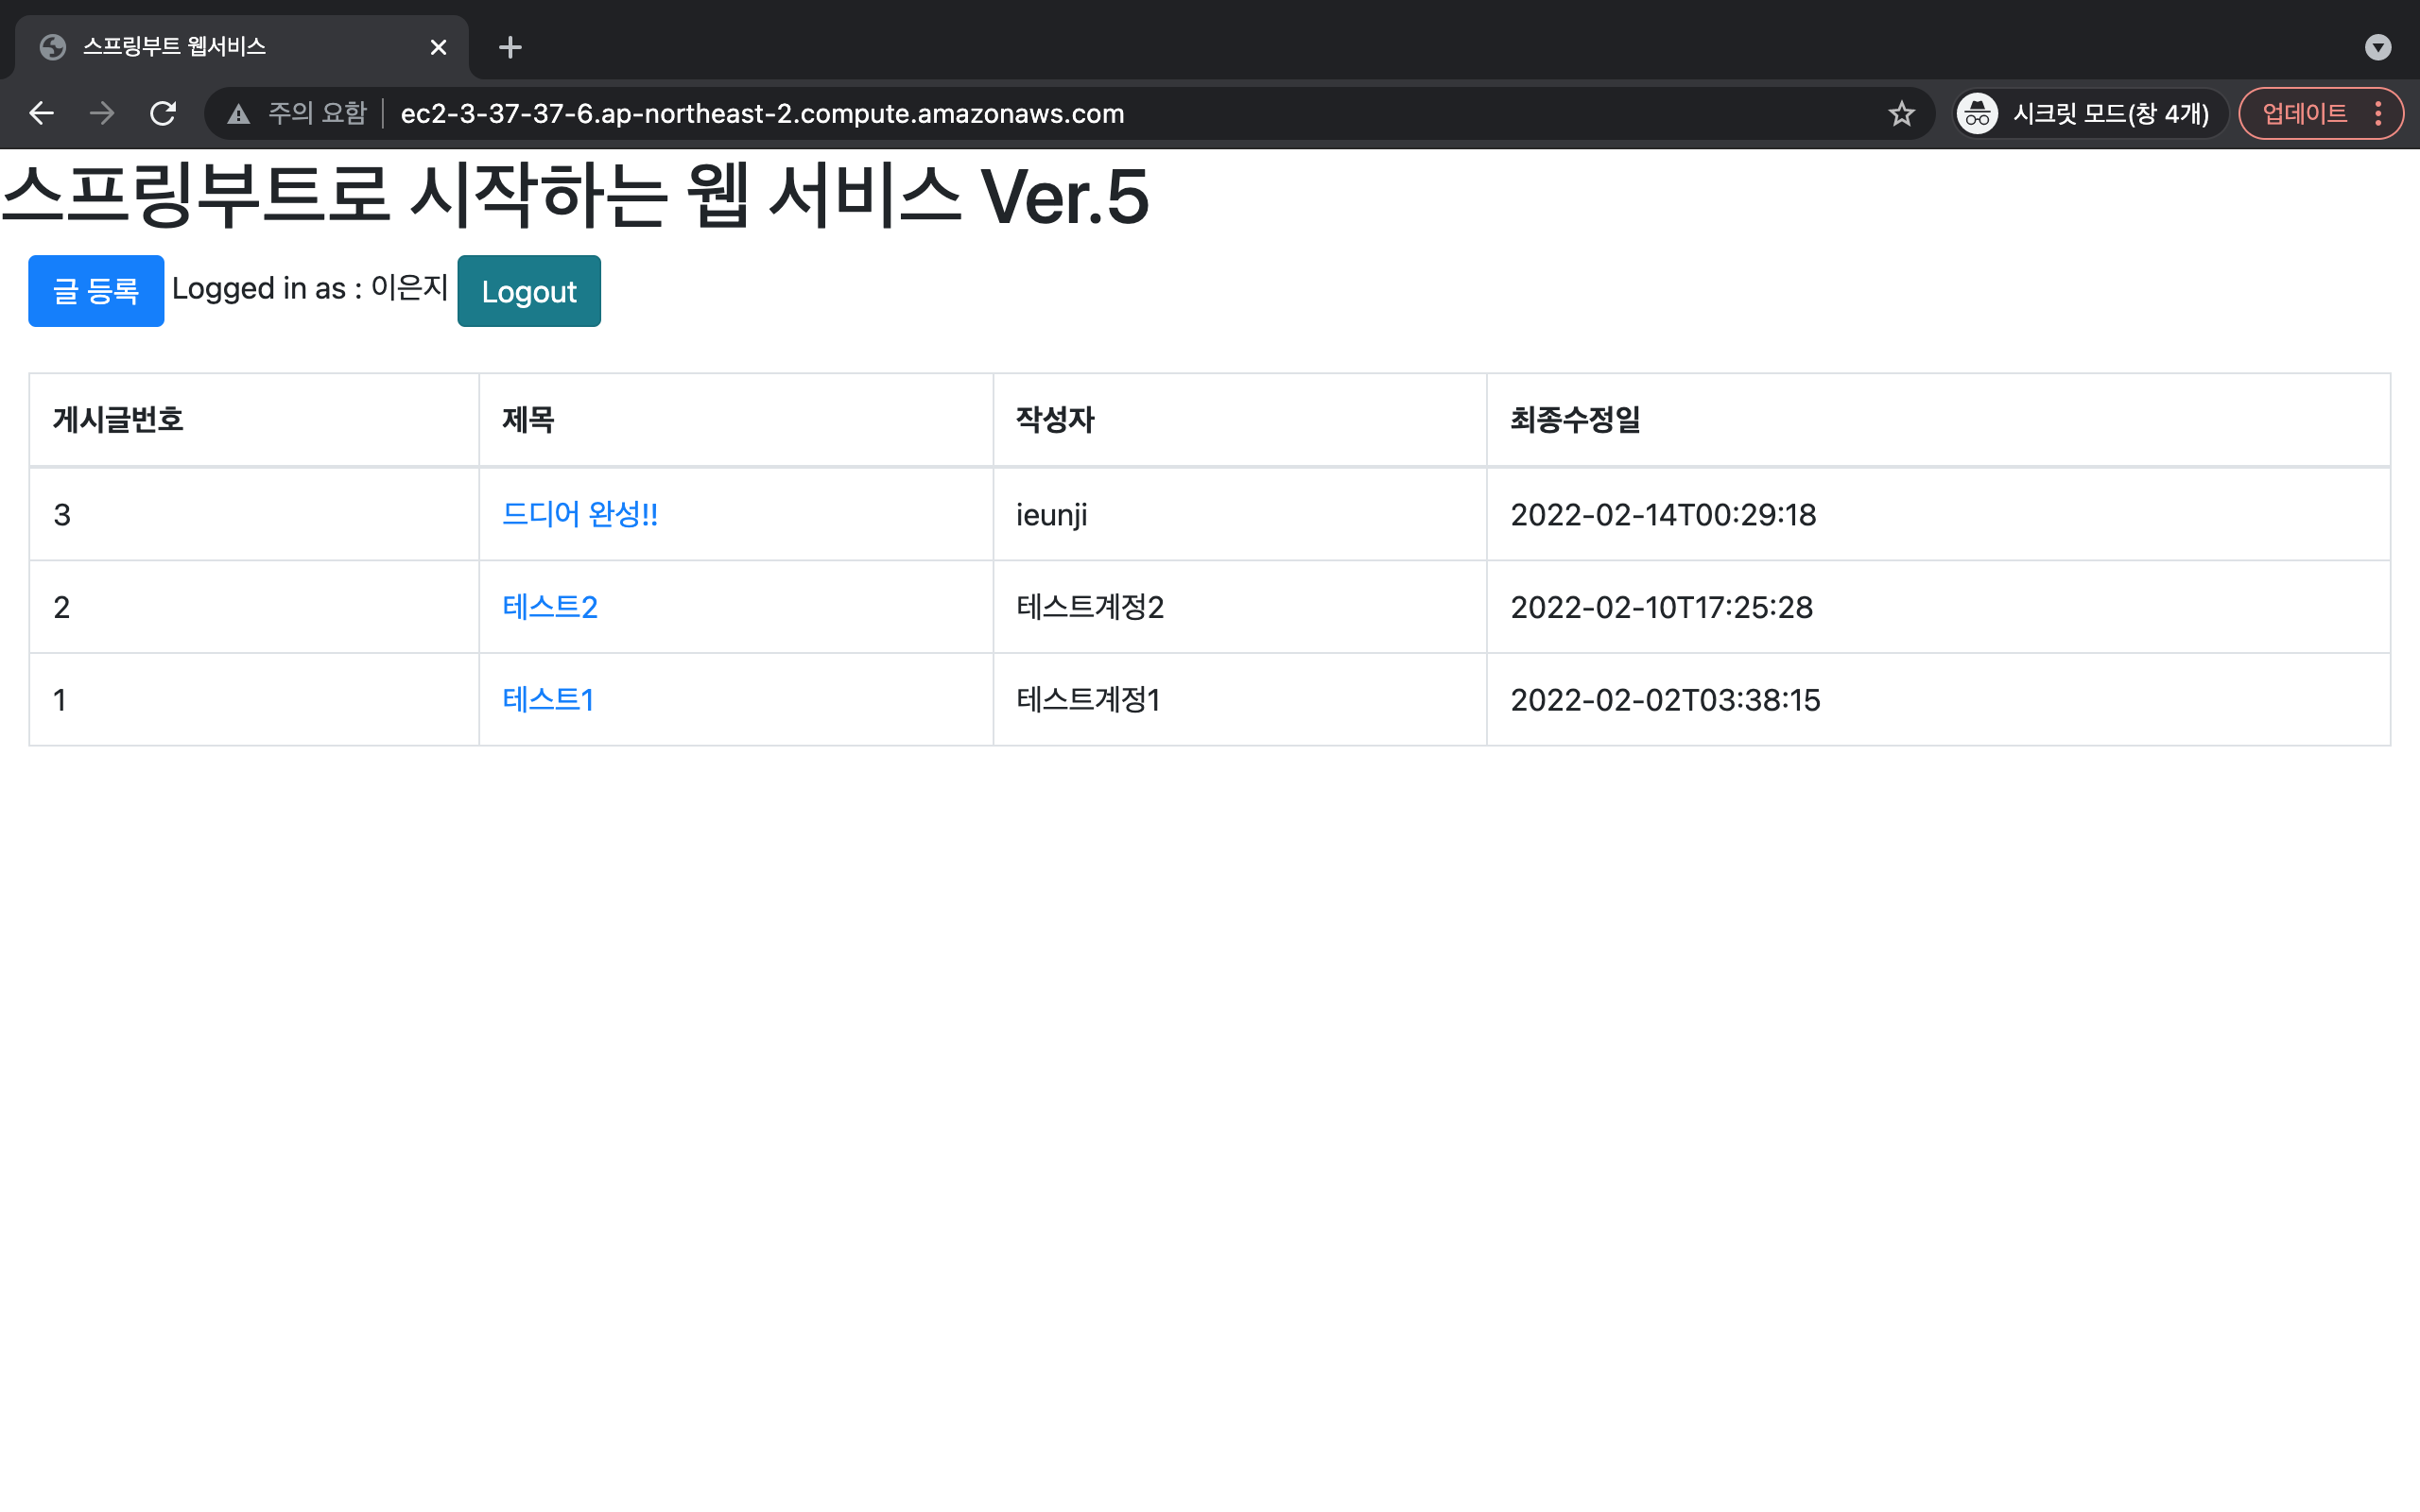 스프링부트 웹서비스
주의 요함 ec2-3-37-37-6.ap-northeast-2.compute.amazonaws.com 시크릿 모드(창 4개) 업데이트
스프링부트로 시작하는 웹 서비스 Ver.5
글 등록 Logged in as : 이은지 Logout
게시글번호 제목 작성자 최종수정일
3 드디어 완성!! ieunji 2022-02-14T00:29:18
2 테스트2 테스트계정2 2022-02-10T17:25:28
1 테스트1 테스트계정1 2022-02-02T03:38:15